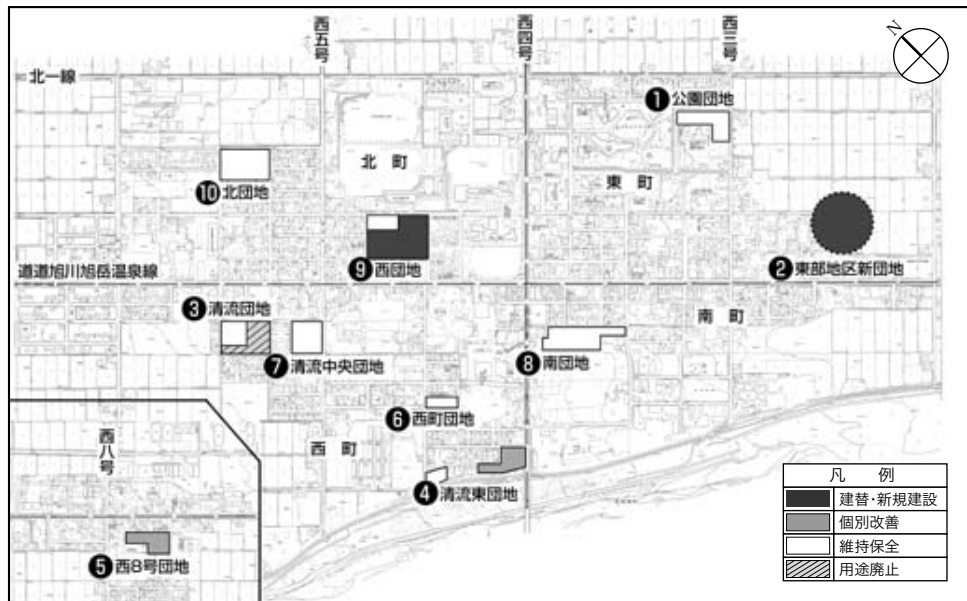 西五号
西四号
西三号
N
北一線
❶公園団地
北町
東町
❿北団地
❾西団地
❷東部地区新団地
道道旭川旭岳温泉線
❸清流団地
南町
❼清流中央団地
❽南団地
❻西町団地
西八号
西町
❹清流東団地
❺西8号団地
凡例
建替・新規建設
個別改善
維持保全
用途廃止